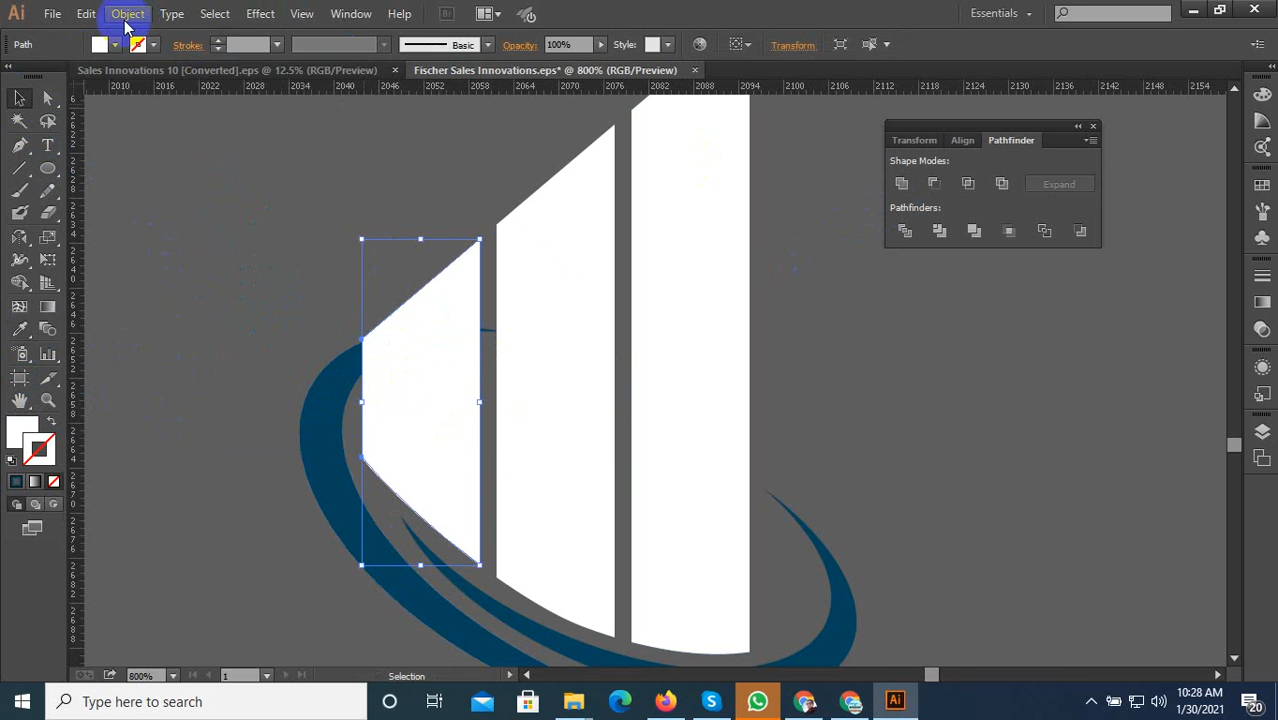 Ai File Edit Object Type Select Effect View Window Help Br Essentials
Path Stroke: Basic Opacity: 100% Style: Transform
Sales Innovations 10 [Converted].eps @ 12.5% (RGB/Preview) × Fischer Sales Innovations.eps* @ 800% (RGB/Preview) ×
2010 2016 2022 2028 2034 2040 2046 2052 2058 2064 2070 2076 2082 2088 2094 2100 2106 2112 2118 2124 2130 2136 2142 2148 2154
Transform Align Pathfinder
Shape Modes:
Expand
Pathfinders:
800% 1 Selection
Type here to search
10:28 AM
1/30/2021
20